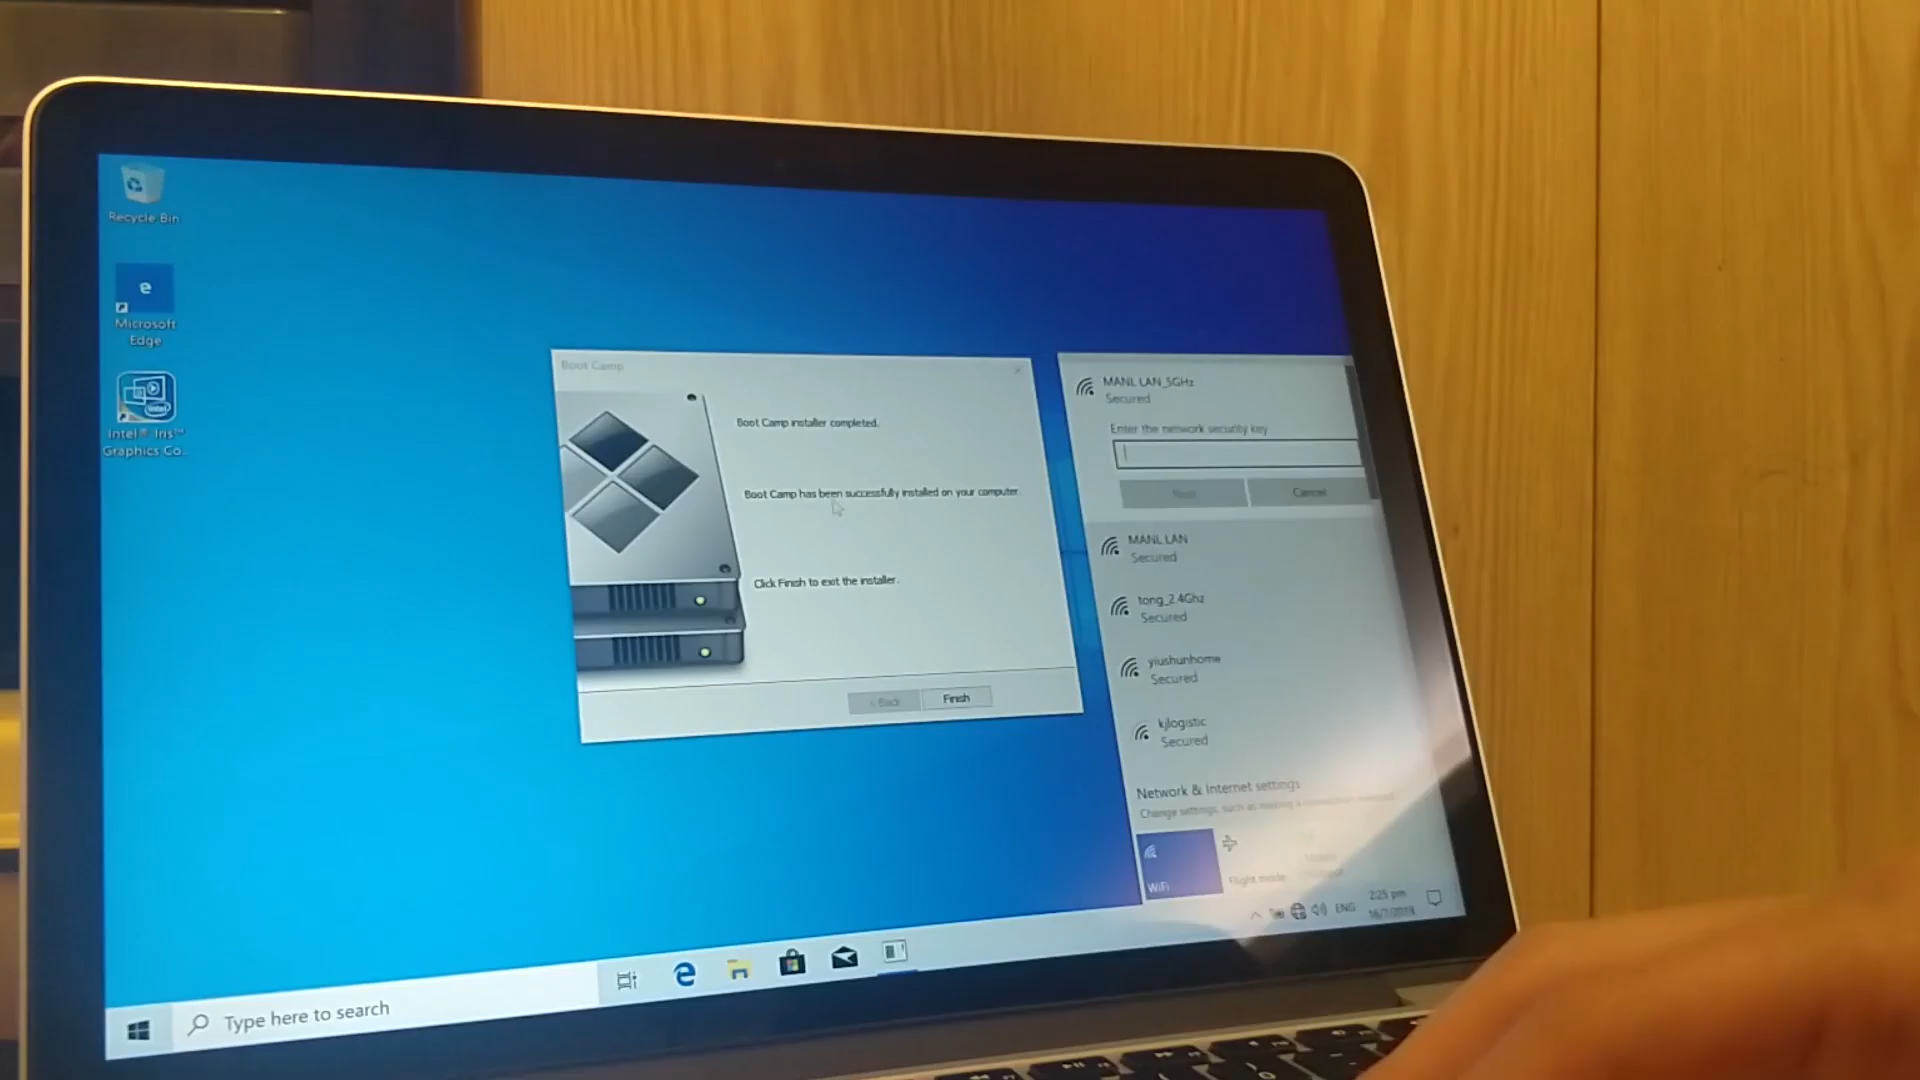 Recycle Bin
Microsoft
Edge
Intel® Iris™
Graphics Co...
Boot Camp
Boot Camp installer completed.
Boot Camp has been successfully installed on your computer.
Click Finish to exit the installer.
< Back
Finish
MANL LAN_5GHz
Secured
Enter the network security key
Next
Cancel
MANL LAN
Secured
tong_2.4Ghz
Secured
yiushunhome
Secured
kjlogistic
Secured
Network & Internet settings
Change settings, such as making a connection metered.
WiFi
Flight mode
Mobile
ENG
2:25 pm
16/7/2019
Type here to search